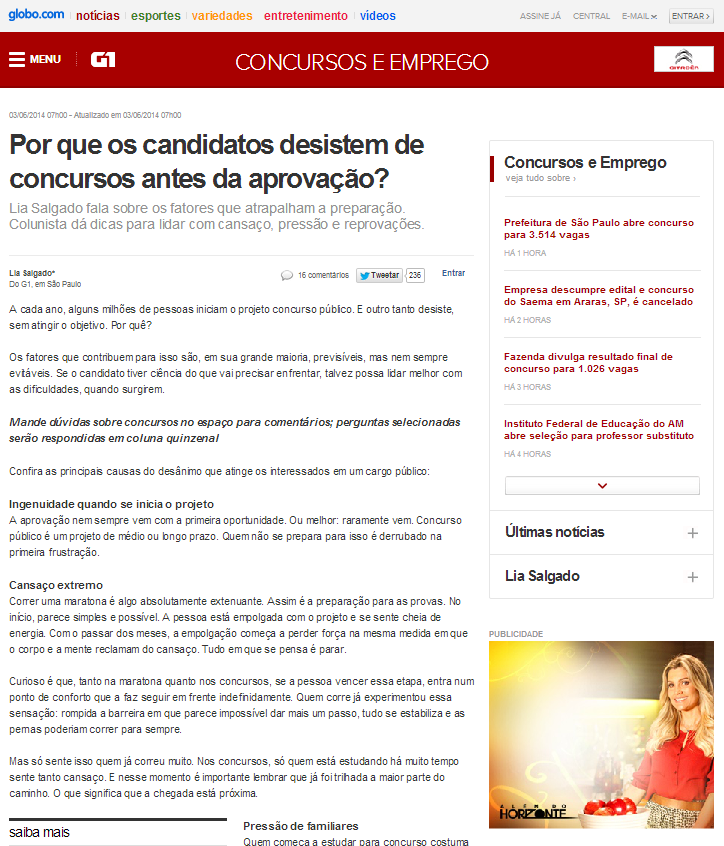 globo.com notícias esportes variedades entretenimento vídeos ASSINE JÁ CENTRAL E-MAIL ENTRAR
MENU G1 CONCURSOS E EMPREGO CITROËN
03/06/2014 07h00 - Atualizado em 03/06/2014 07h00
Por que os candidatos desistem de
concursos antes da aprovação?
Lia Salgado fala sobre os fatores que atrapalham a preparação.
Colunista dá dicas para lidar com cansaço, pressão e reprovações.
Lia Salgado*
Do G1, em São Paulo
16 comentários Tweetar 236 Entrar
A cada ano, alguns milhões de pessoas iniciam o projeto concurso público. E outro tanto desiste,
sem atingir o objetivo. Por quê?
Os fatores que contribuem para isso são, em sua grande maioria, previsíveis, mas nem sempre
evitáveis. Se o candidato tiver ciência do que vai precisar enfrentar, talvez possa lidar melhor com
as dificuldades, quando surgirem.
Mande dúvidas sobre concursos no espaço para comentários; perguntas selecionadas
serão respondidas em coluna quinzenal
Confira as principais causas do desânimo que atinge os interessados em um cargo público:
Ingenuidade quando se inicia o projeto
A aprovação nem sempre vem com a primeira oportunidade. Ou melhor: raramente vem. Concurso
público é um projeto de médio ou longo prazo. Quem não se prepara para isso é derrubado na
primeira frustração.
Cansaço extremo
Correr uma maratona é algo absolutamente extenuante. Assim é a preparação para as provas. No
início, parece simples e possível. A pessoa está empolgada com o projeto e se sente cheia de
energia. Com o passar dos meses, a empolgação começa a perder força na mesma medida em que
o corpo e a mente reclamam do cansaço. Tudo em que se pensa é parar.
Curioso é que, tanto na maratona quanto nos concursos, se a pessoa vencer essa etapa, entra num
ponto de conforto que a faz seguir em frente indefinidamente. Quem corre já experimentou essa
sensação: rompida a barreira em que parece impossível dar mais um passo, tudo se estabiliza e as
pernas poderiam correr para sempre.
Mas só sente isso quem já correu muito. Nos concursos, só quem está estudando há muito tempo
sente tanto cansaço. E nesse momento é importante lembrar que já foi trilhada a maior parte do
caminho. O que significa que a chegada está próxima.
saiba mais
Pressão de familiares
Quem começa a estudar para concurso costuma
Concursos e Emprego
veja tudo sobre ›
Prefeitura de São Paulo abre concurso
para 3.514 vagas
HÁ 1 HORA
Empresa descumpre edital e concurso
do Saema em Araras, SP, é cancelado
HÁ 2 HORAS
Fazenda divulga resultado final de
concurso para 1.026 vagas
HÁ 3 HORAS
Instituto Federal de Educação do AM
abre seleção para professor substituto
HÁ 4 HORAS
Últimas notícias +
Lia Salgado +
PUBLICIDADE
ALÉM DO
HORIZONTE